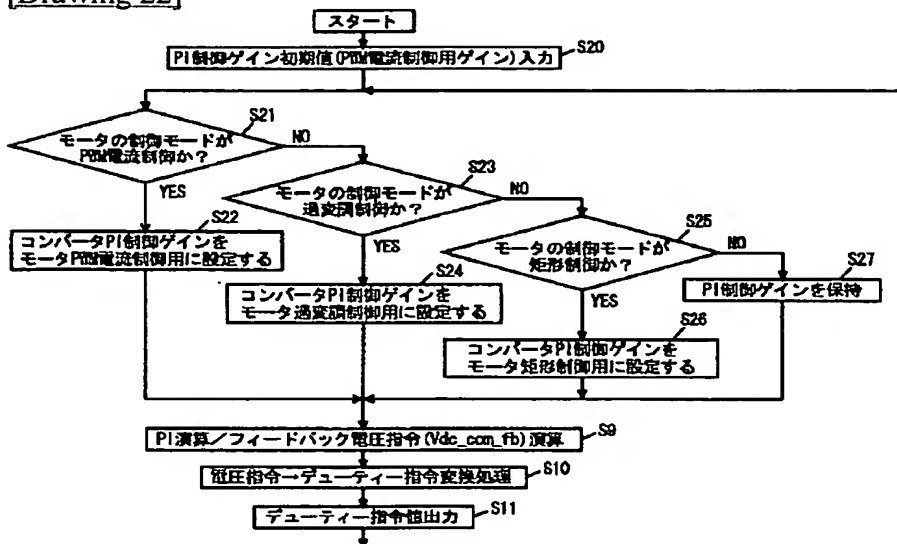 [Drawing 22]
スタート
PI制御ゲイン初期値(PWM電流制御用ゲイン)入力
S20
S21
モータの制御モードが
PWM電流制御か?
NO
YES
S22
コンバータPI制御ゲインを
モータPWM電流制御用に設定する
S23
モータの制御モードが
過変調制御か?
NO
YES
S24
コンバータPI制御ゲインを
モータ過変調制御用に設定する
S25
モータの制御モードが
矩形制御か?
NO
YES
S27
PI制御ゲインを保持
S26
コンバータPI制御ゲインを
モータ矩形制御用に設定する
PI演算/フィードバック電圧指令(Vdc_com_fb)演算
S9
電圧指令→デューティー指令変換処理
S10
デューティー指令値出力
S11